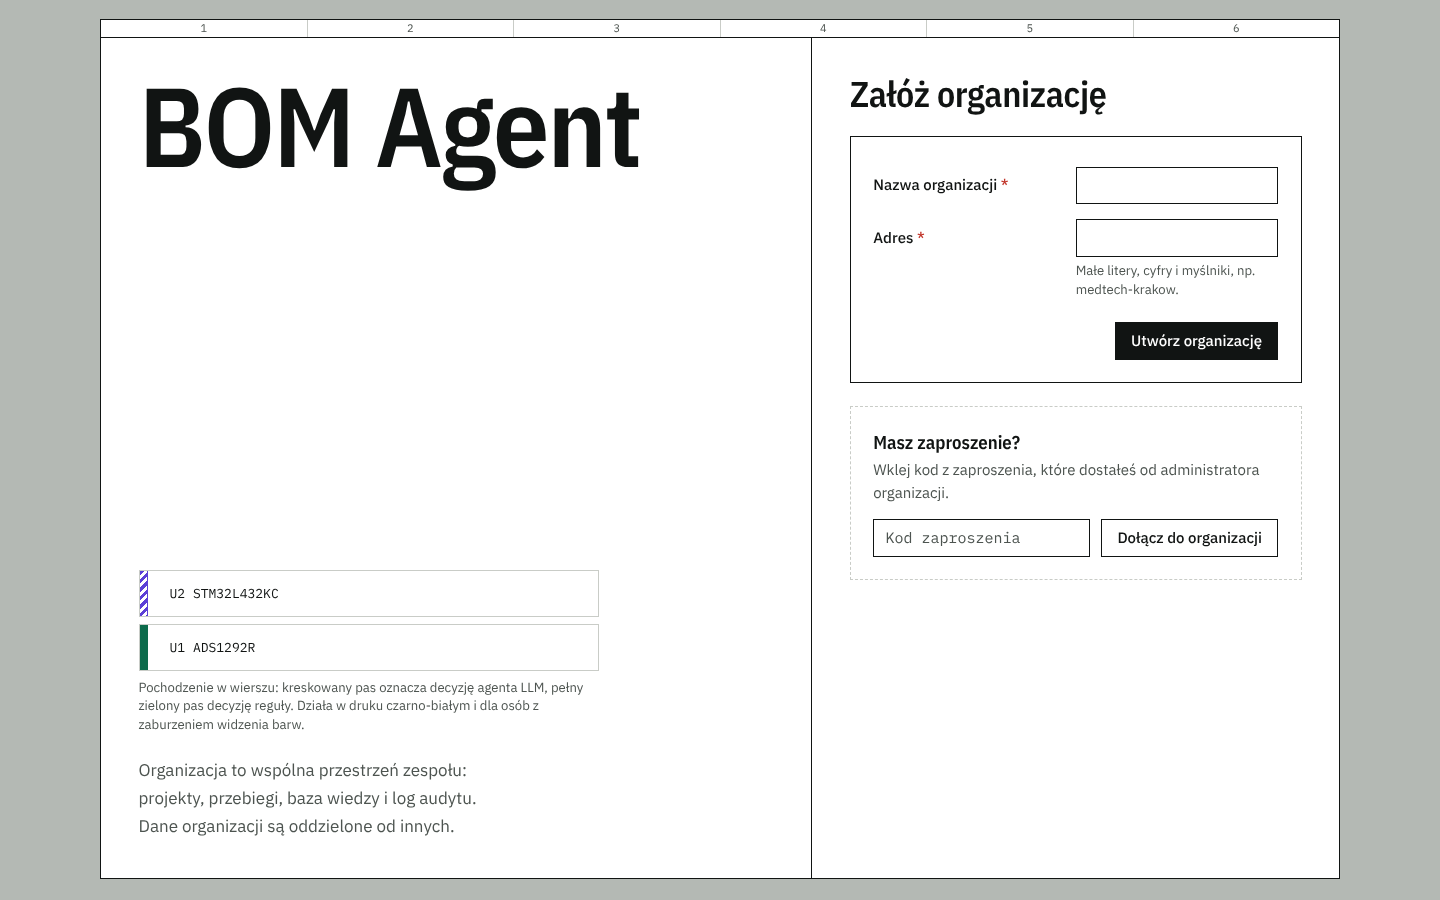 1 2 3 4 5 6
BOM Agent
U2 STM32L432KC
U1 ADS1292R
Pochodzenie w wierszu: kreskowany pas oznacza decyzję agenta LLM, pełny
zielony pas decyzję reguły. Działa w druku czarno-białym i dla osób z
zaburzeniem widzenia barw.
Organizacja to wspólna przestrzeń zespołu:
projekty, przebiegi, baza wiedzy i log audytu.
Dane organizacji są oddzielone od innych.
Załóż organizację
Nazwa organizacji *
Adres *
Małe litery, cyfry i myślniki, np.
medtech-krakow.
Utwórz organizację
Masz zaproszenie?
Wklej kod z zaproszenia, które dostałeś od administratora
organizacji.
Kod zaproszenia
Dołącz do organizacji